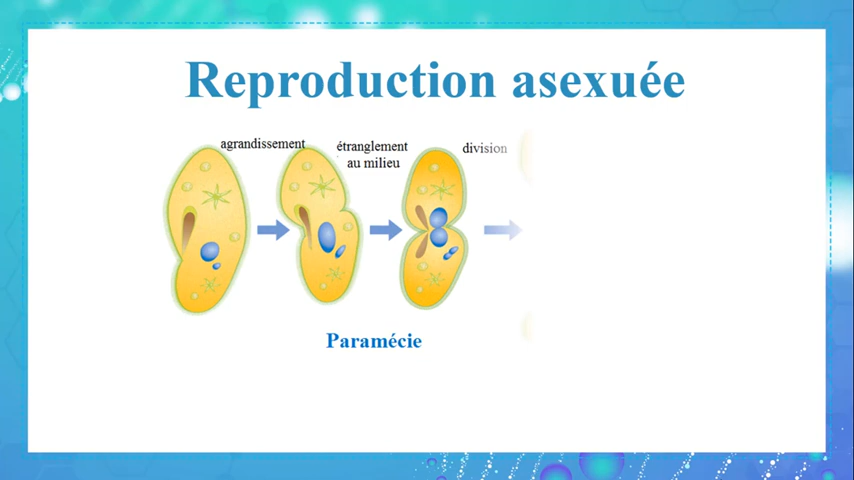 Reproduction asexuée
agrandissement
étranglement
au milieu
division
Paramécie